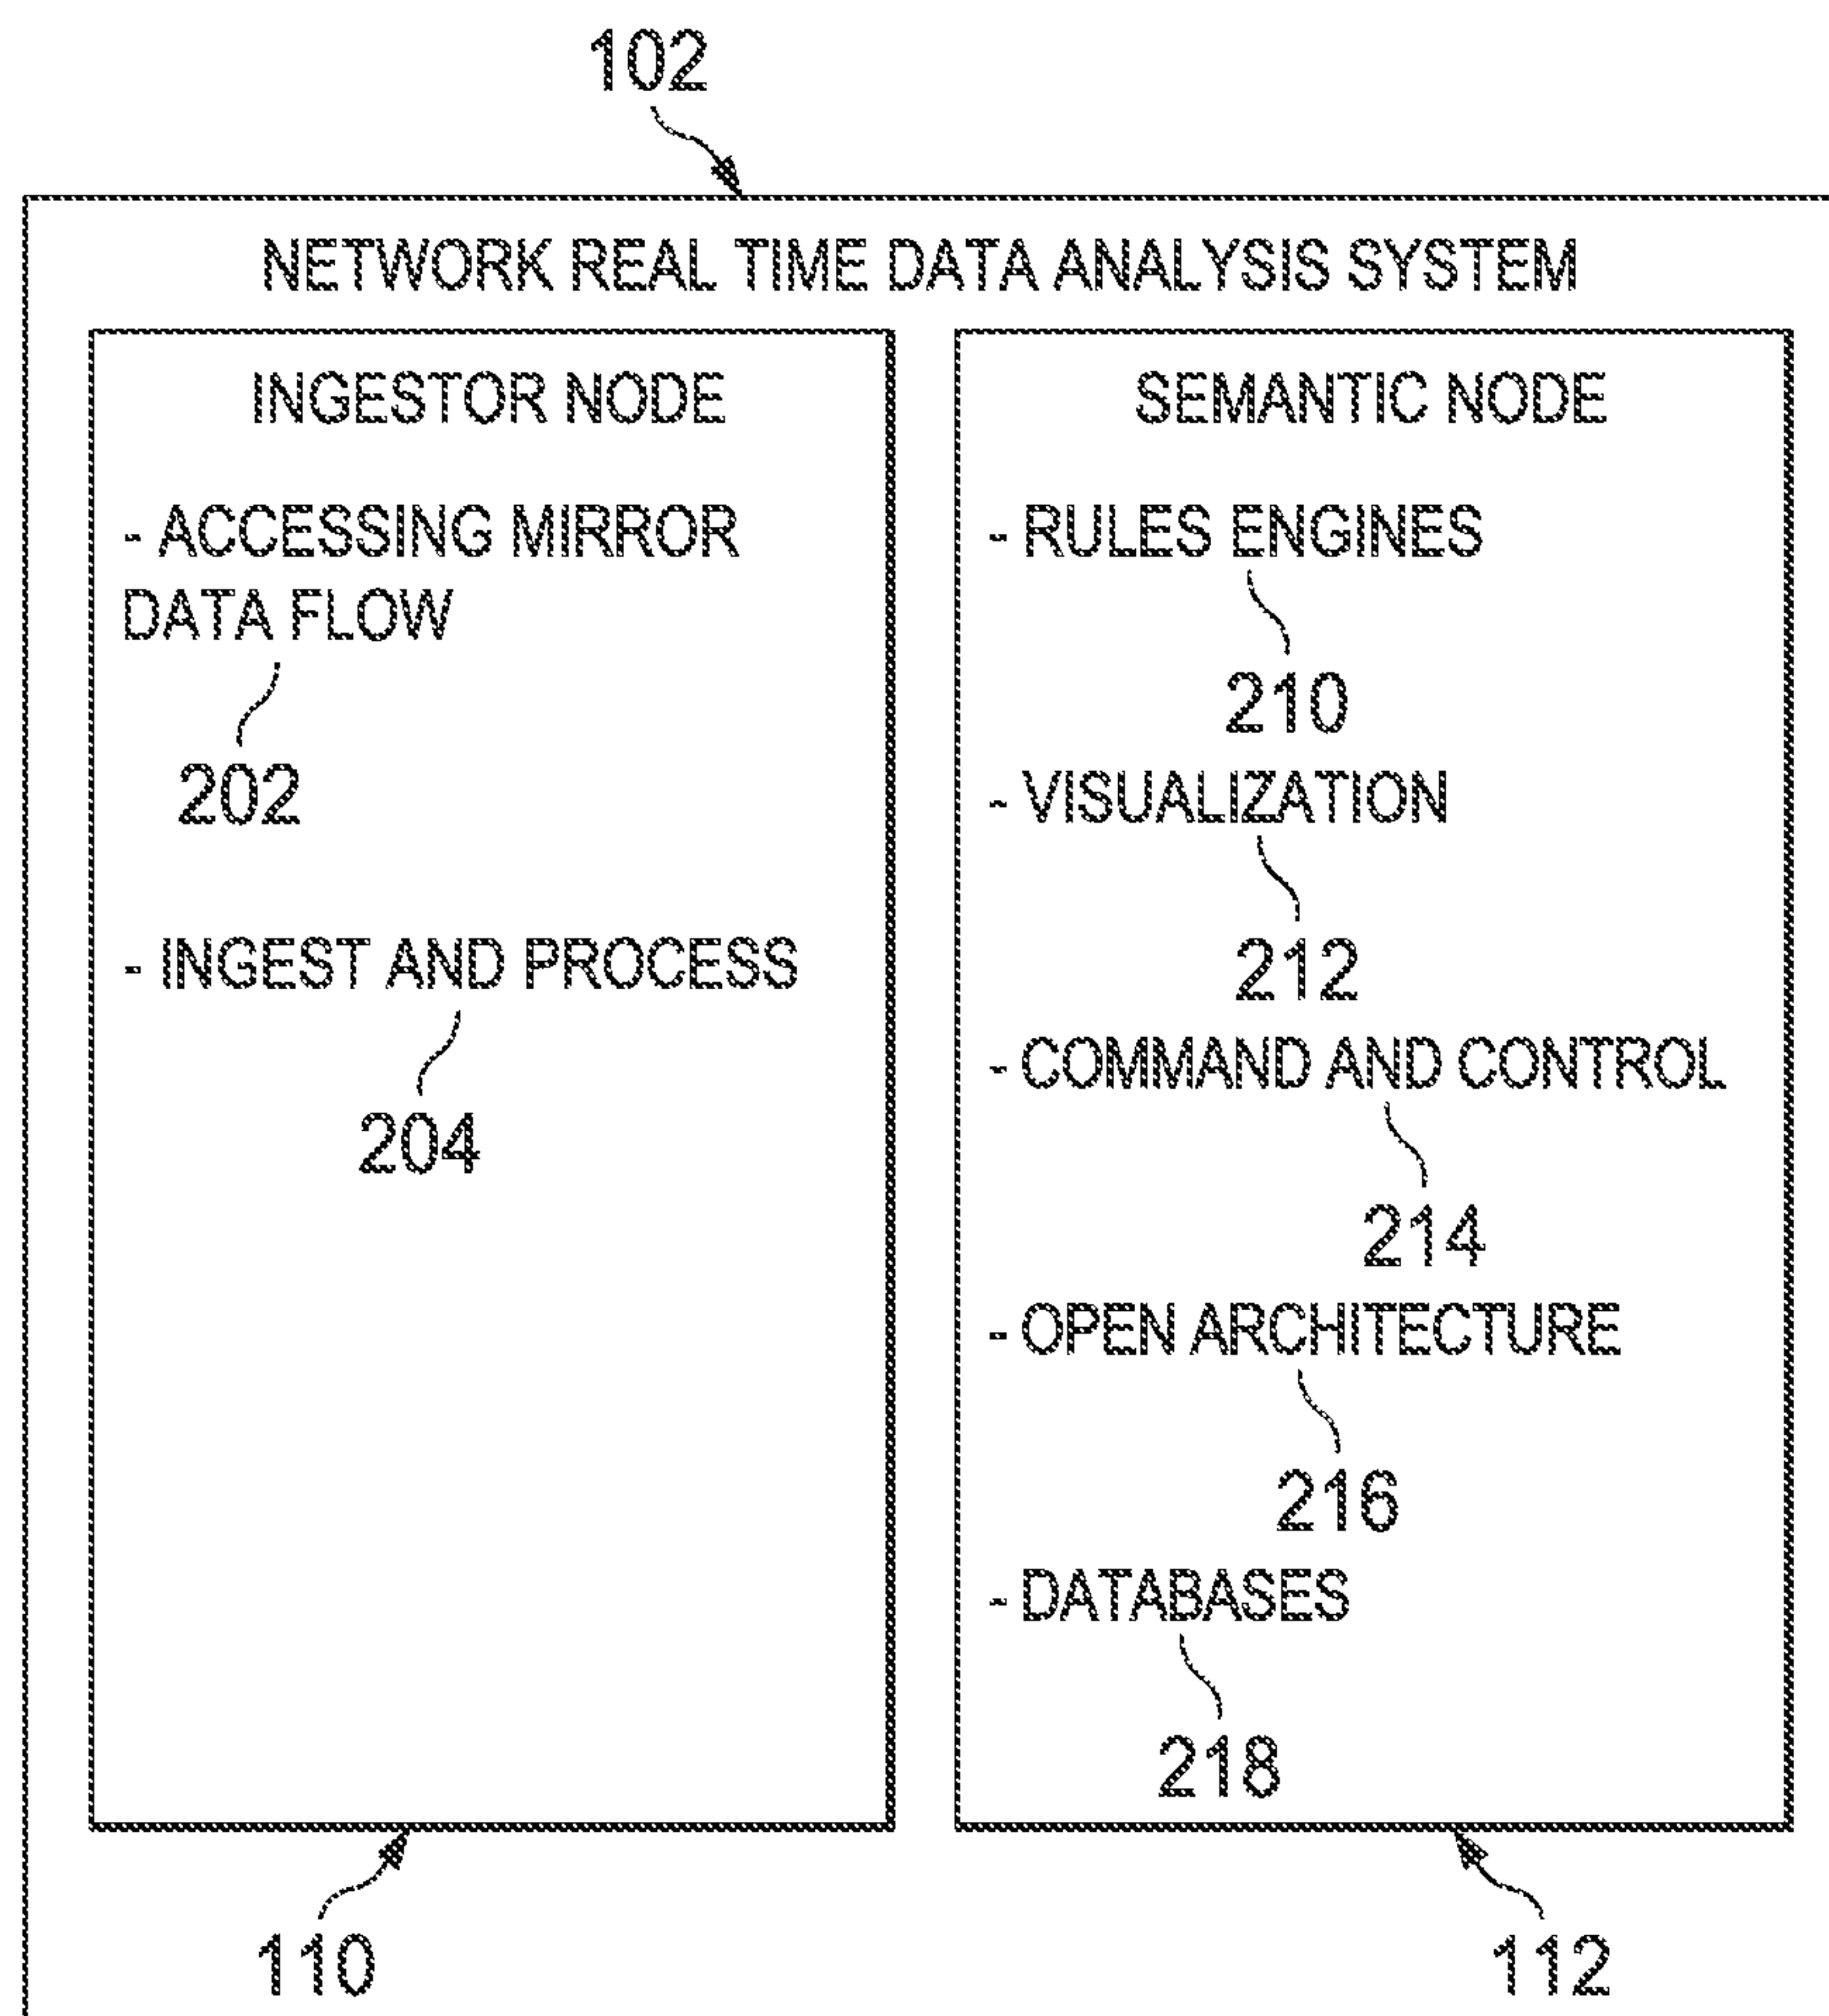 102
NETWORK REAL TIME DATA ANALYSIS SYSTEM
INGESTOR NODE
- ACCESSING MIRROR
DATA FLOW
202
- INGEST AND PROCESS
204
110
SEMANTIC NODE
- RULES ENGINES
210
- VISUALIZATION
212
- COMMAND AND CONTROL
214
- OPEN ARCHITECTURE
216
- DATABASES
218
112